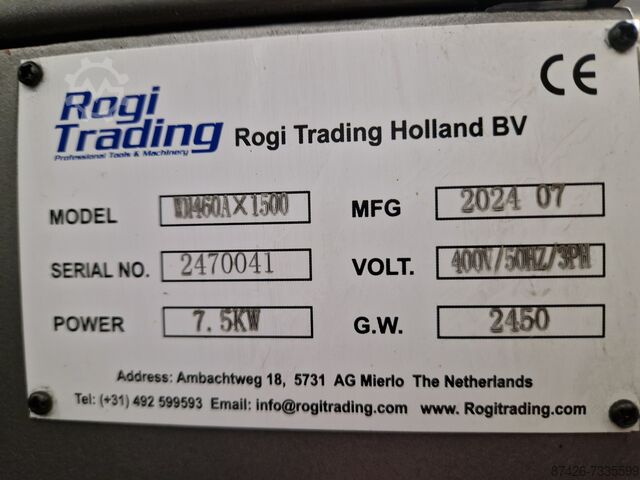 Rogi
Trading
Professional Tools & Machinery
Rogi Trading Holland BV
CE
MODEL WM460A×1500 MFG 2024 07
SERIAL NO. 2470041 VOLT. 400V/50HZ/3PH
POWER 7.5KW G.W. 2450
Address: Ambachtweg 18, 5731 AG Mierlo The Netherlands
Tel: (+31) 492 599593 Email: info@rogitrading.com www. Rogitrading.com
87426-7335599